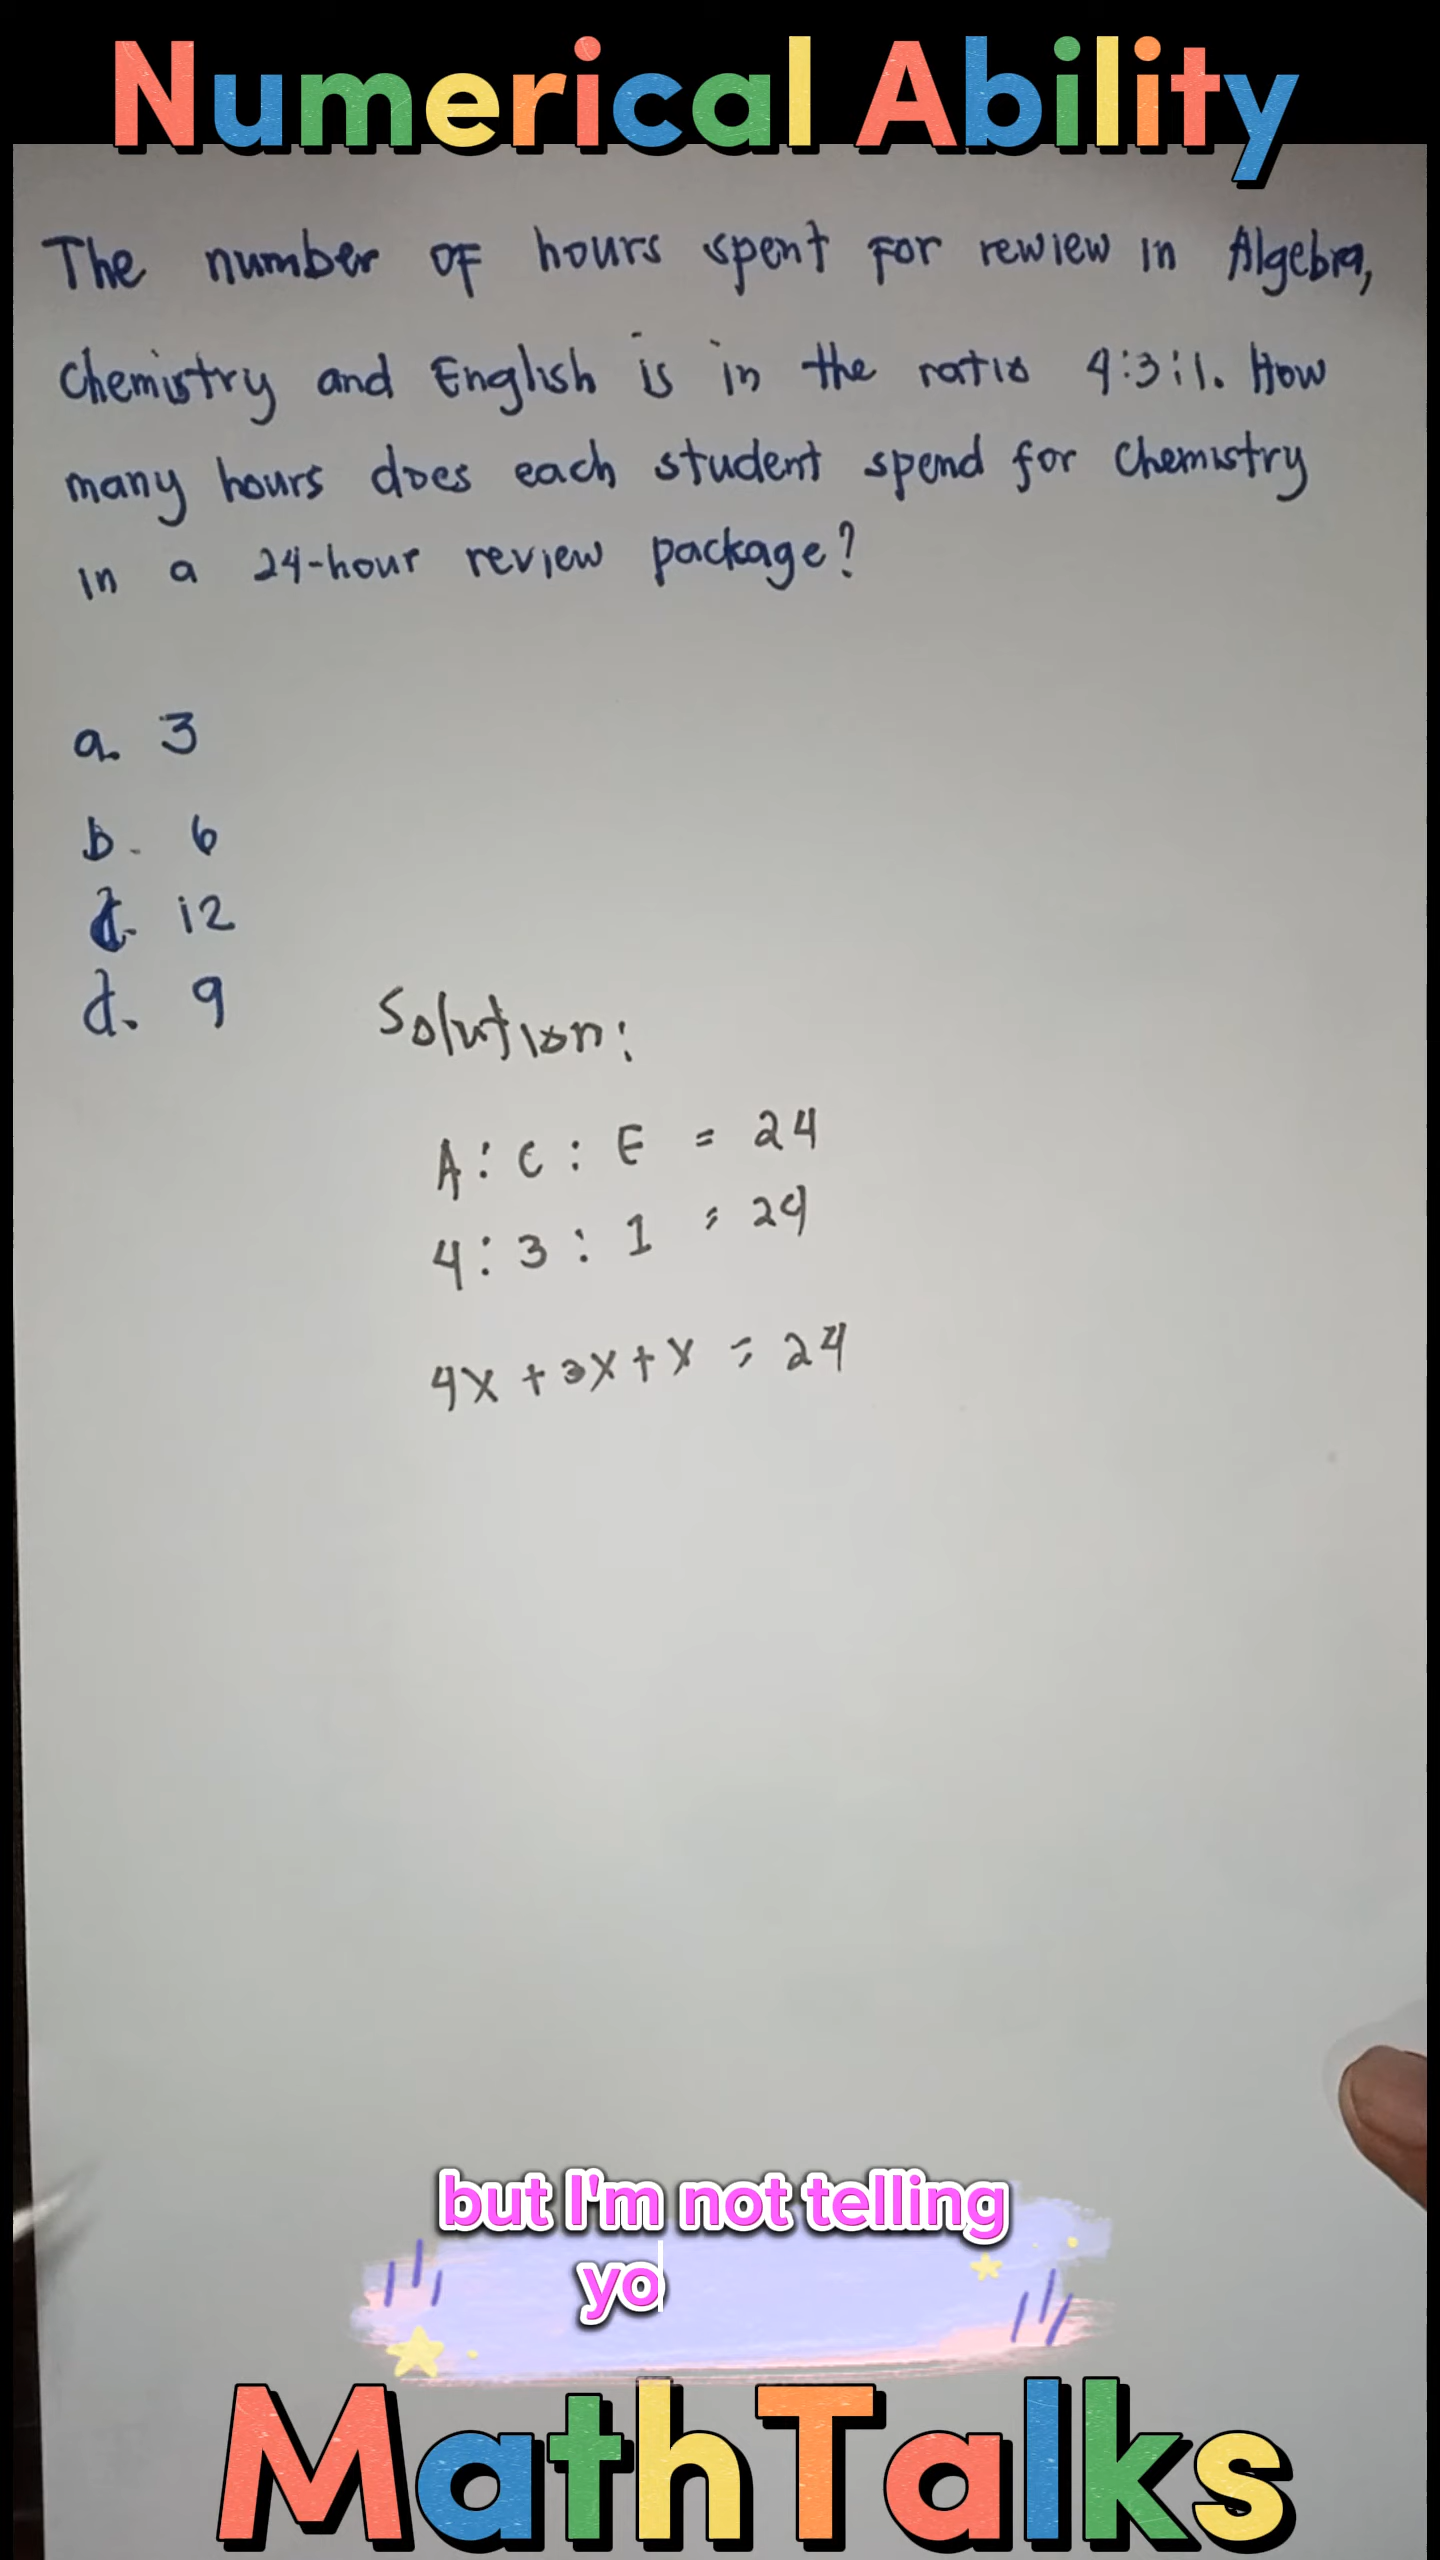 Numerical Ability
The number of hours spent for rewiew in Algebra,
Chemistry and English is in the ratio 4:3:1. How
many hours does each student spend for Chemistry
in a 24-hour review package?
a. 3
b. 6
c. 12
d. 9
Solution:
A : C : E = 24
4 : 3 : 1 = 24
4x + 3x + x = 24
but I'm not telling
yo
MathTalks